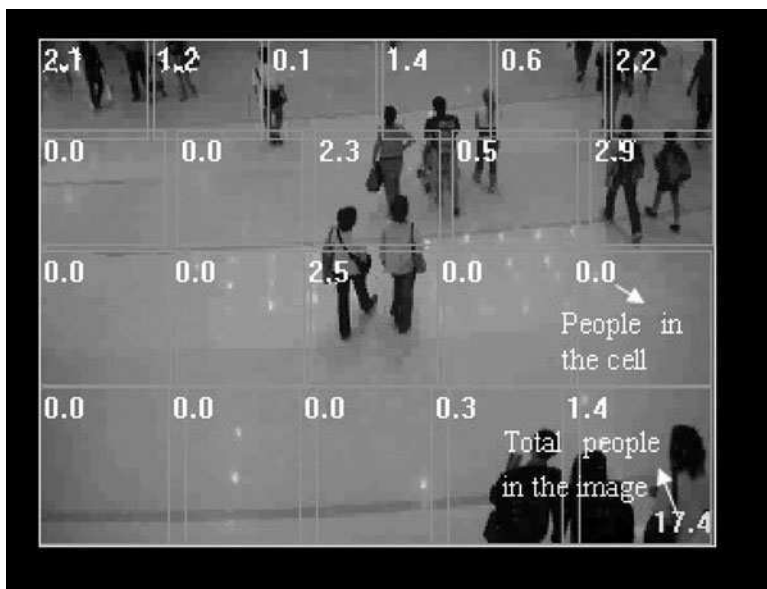 2.1 1.2 0.1 1.4 0.6 2.2
0.0 0.0 2.3 0.5 2.9
0.0 0.0 2.5 0.0 0.0
People in
the cell
0.0 0.0 0.0 0.3 1.4
Total people
in the image
17.4